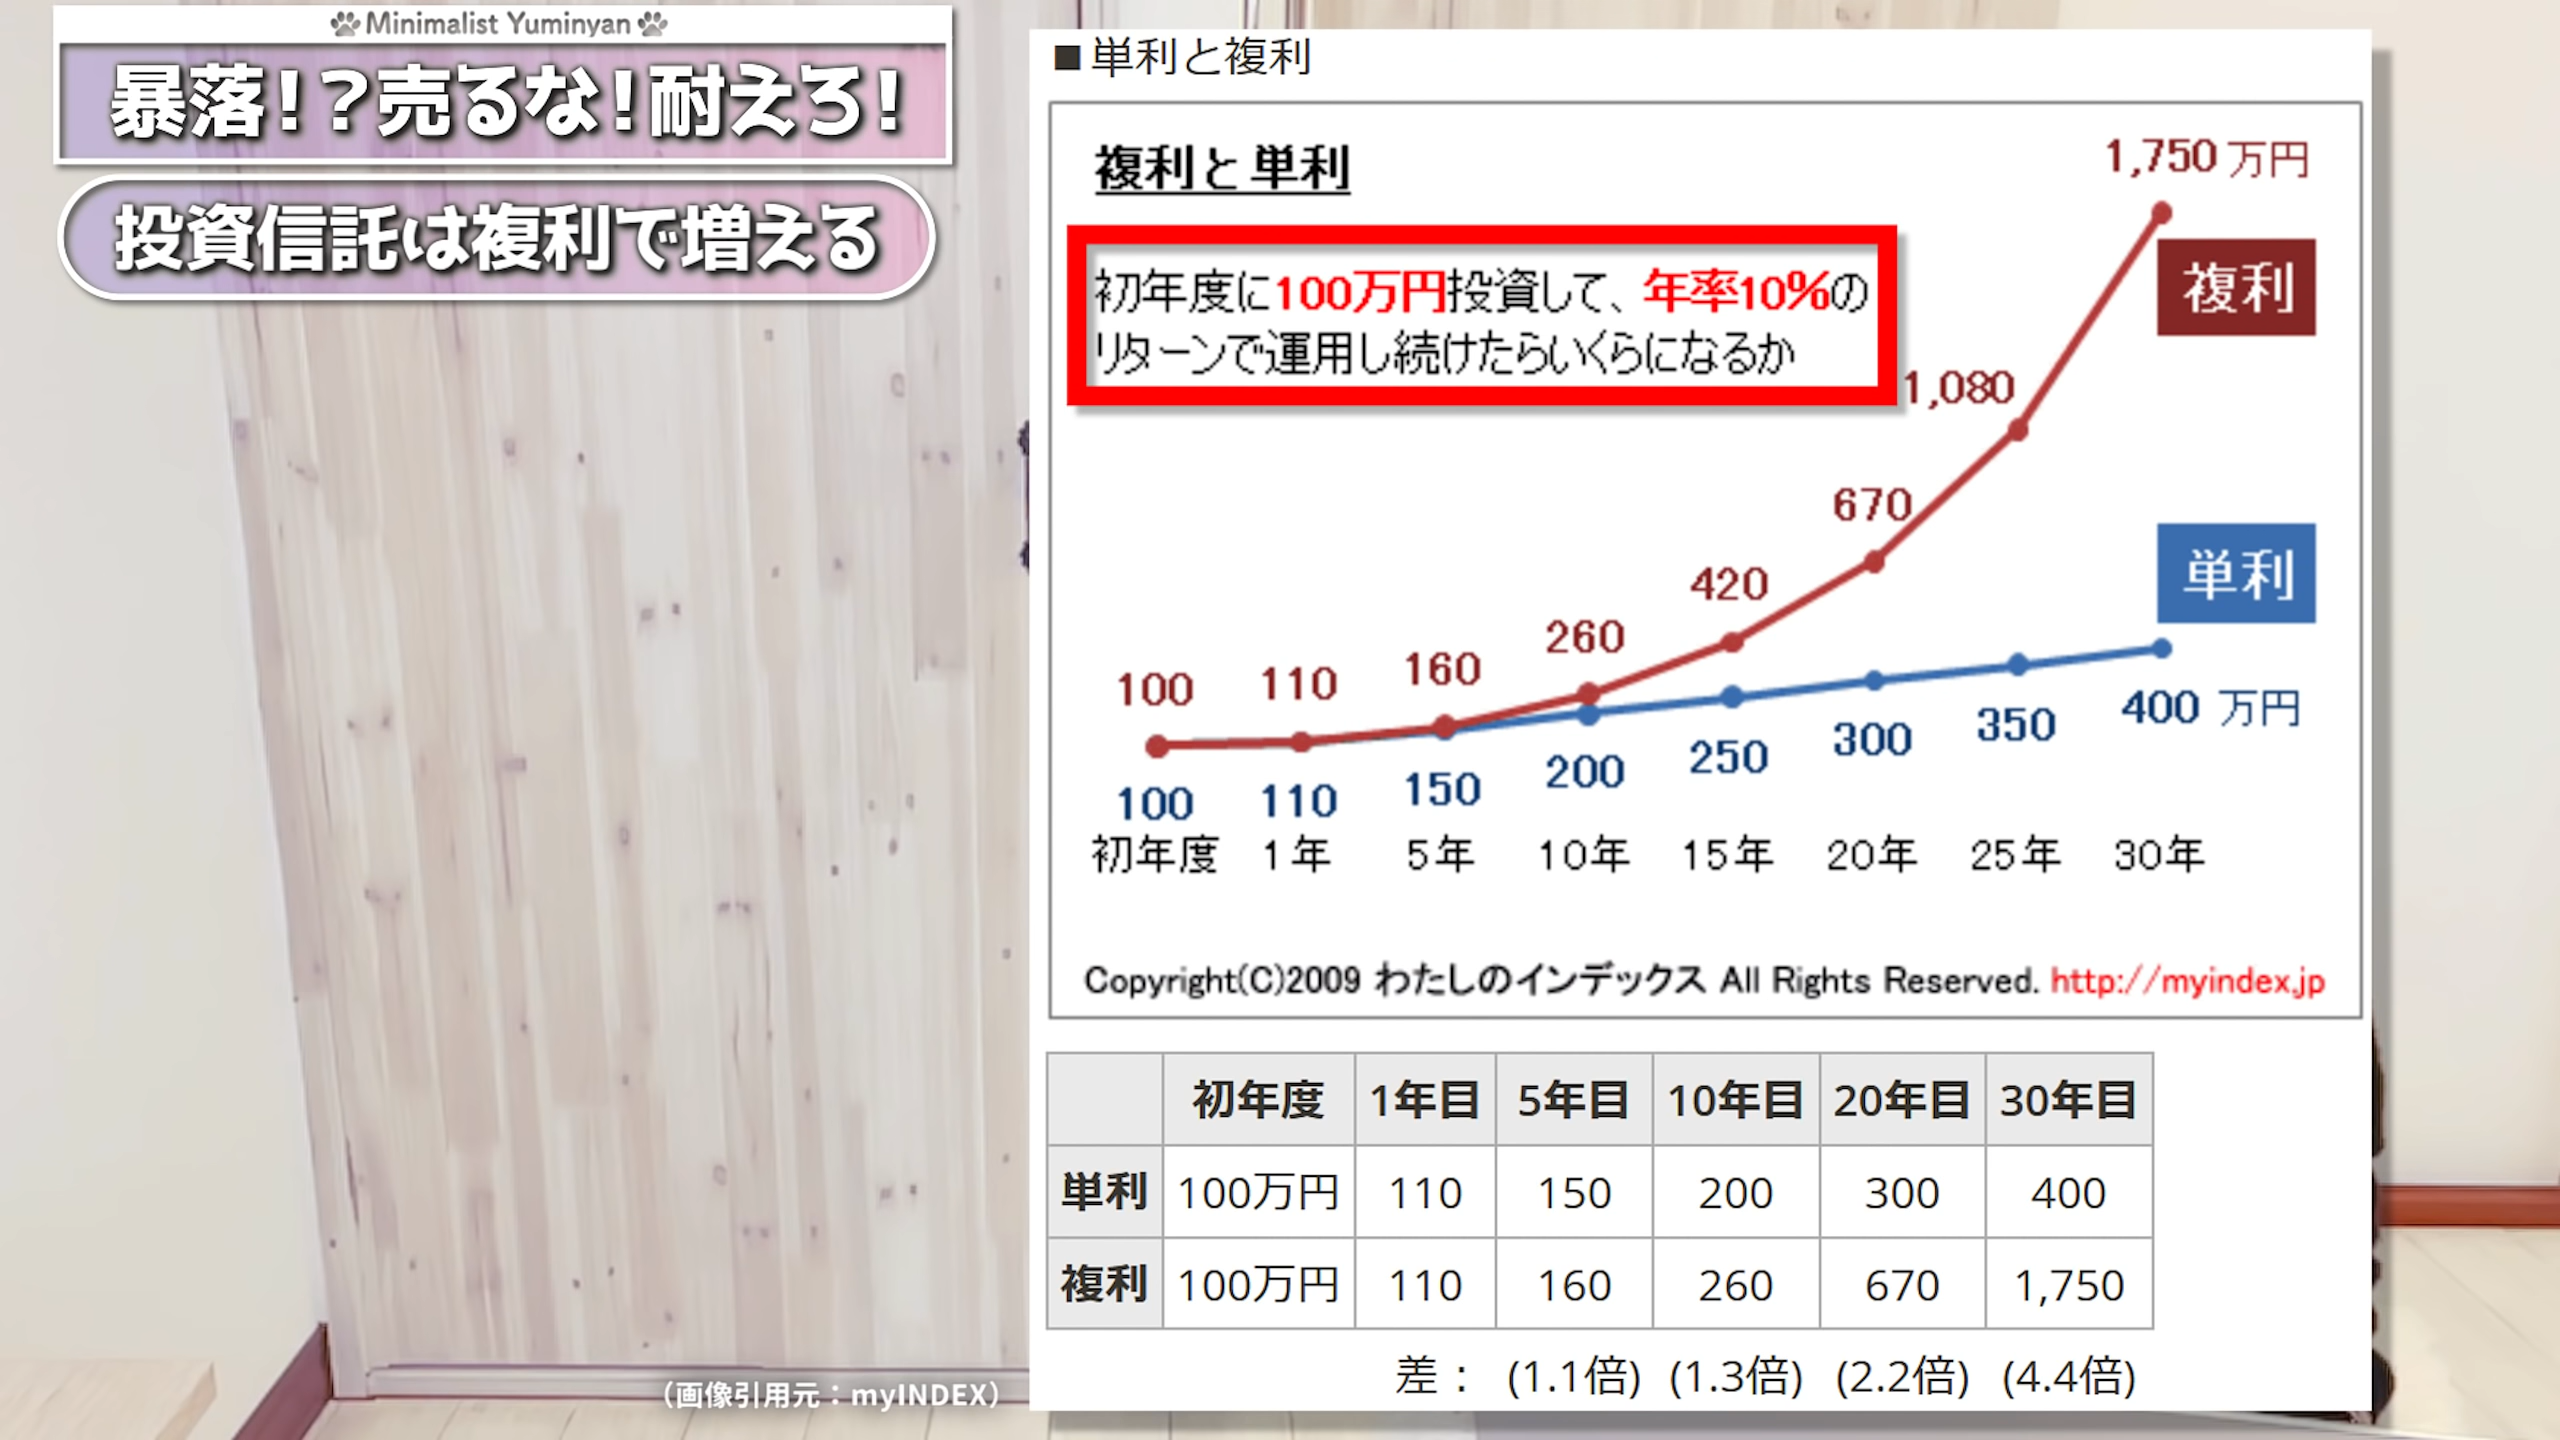 Minimalist Yuminyan
暴落!?売るな!耐えろ!
投資信託は複利で増える
■単利と複利
複利と単利
初年度に100万円投資して、年率10%の
リターンで運用し続けたらいくらになるか
1,750 万円
複利
1,080
670
420
260
160
110
100
単利
400 万円
350
300
250
200
150
110
100
初年度 1年 5年 10年 15年 20年 25年 30年
Copyright(C)2009 わたしのインデックス All Rights Reserved. http://myindex.jp
初年度 1年目 5年目 10年目 20年目 30年目
単利 100万円 110 150 200 300 400
複利 100万円 110 160 260 670 1,750
差： (1.1倍) (1.3倍) (2.2倍) (4.4倍)
（画像引用元：myINDEX）